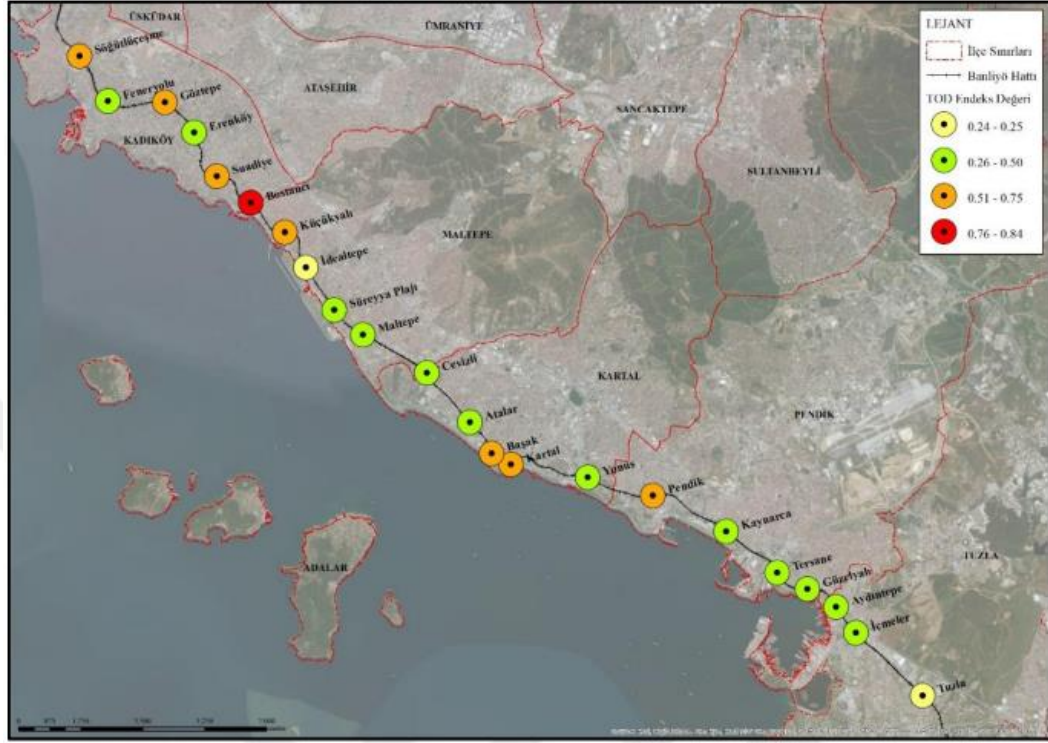 ÜSKÜDAR
ÜMRANİYE
ATAŞEHİR
SANCAKTEPE
SULTANBEYLİ
KADIKÖY
MALTEPE
KARTAL
PENDİK
TUZLA
ADALAR
Söğütlüçeşme
Feneryolu
Göztepe
Erenköy
Suadiye
Bostancı
Küçükyalı
İdealtepe
Süreyya Plajı
Maltepe
Cevizli
Atalar
Başak
Kartal
Yunus
Pendik
Kaynarca
Tersane
Güzelyalı
Aydıntepe
İçmeler
Tuzla
LEJANT
İlçe Sınırları
Banliyö Hattı
TOD Endeks Değeri
0.24 - 0.25
0.26 - 0.50
0.51 - 0.75
0.76 - 0.84